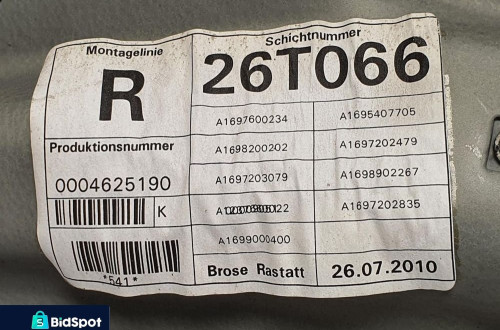 Montagelinie
R
Schichtnummer
26T066
Produktionsnummer
0004625190
K
*541*
A1697600234
A1695407705
A1698200202
A1697202479
A1697203079
A1698902267
A1697202835
A1699000400
Brose Rastatt
26.07.2010
BidSpot